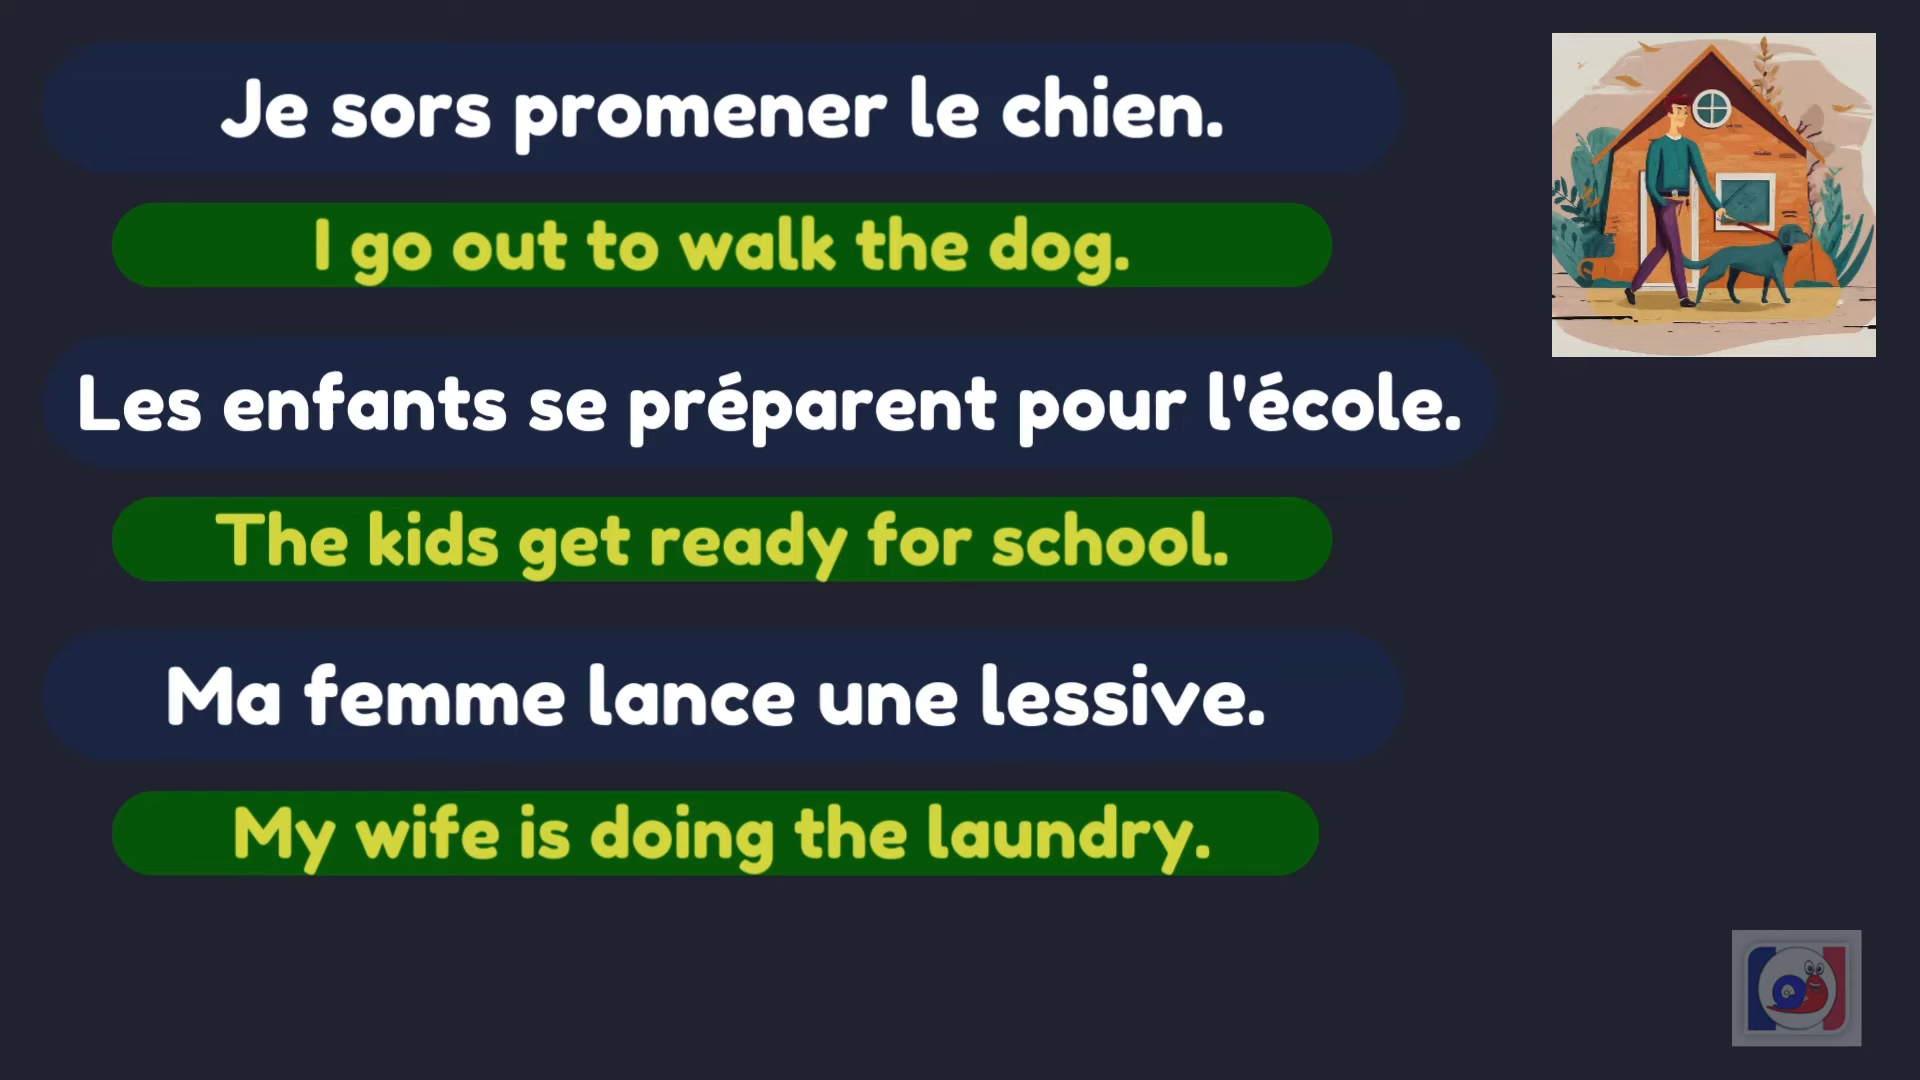 Je sors promener le chien.
I go out to walk the dog.
Les enfants se préparent pour l'école.
The kids get ready for school.
Ma femme lance une lessive.
My wife is doing the laundry.